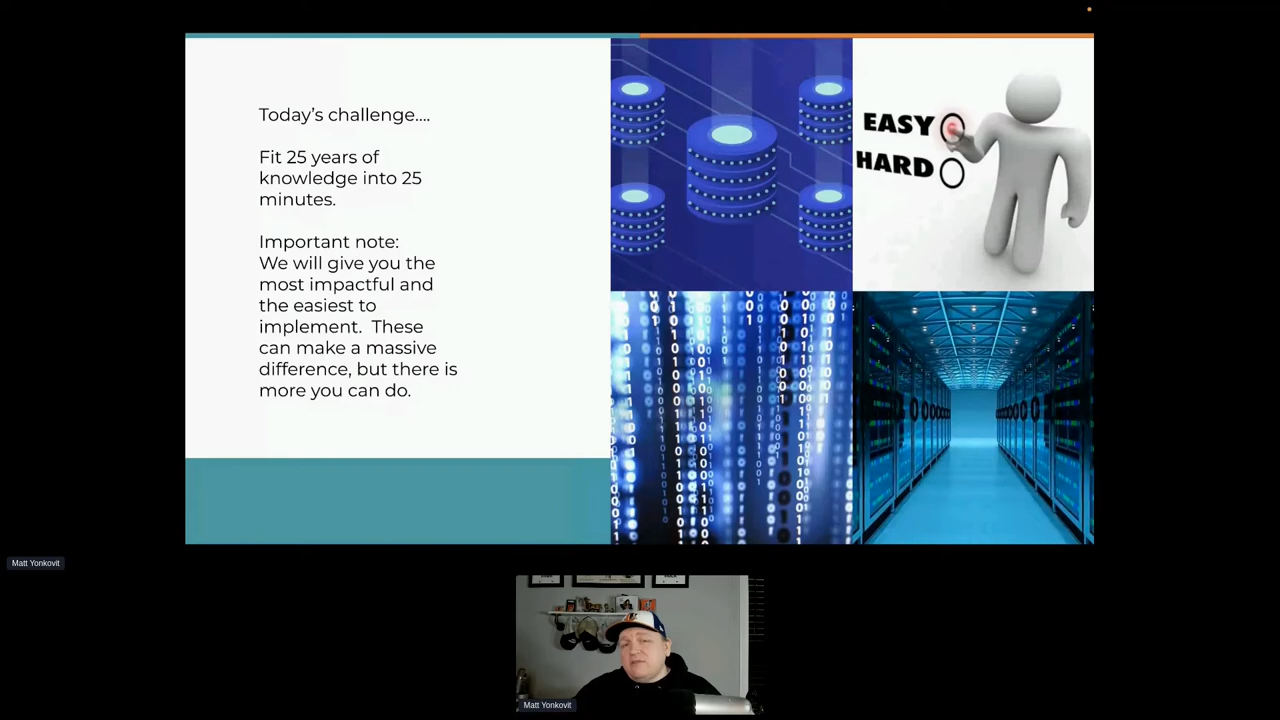 Today's challenge....
Fit 25 years of
knowledge into 25
minutes.
Important note:
We will give you the
most impactful and
the easiest to
implement.  These
can make a massive
difference, but there is
more you can do.
EASY
HARD
Matt Yonkovit
Matt Yonkovit